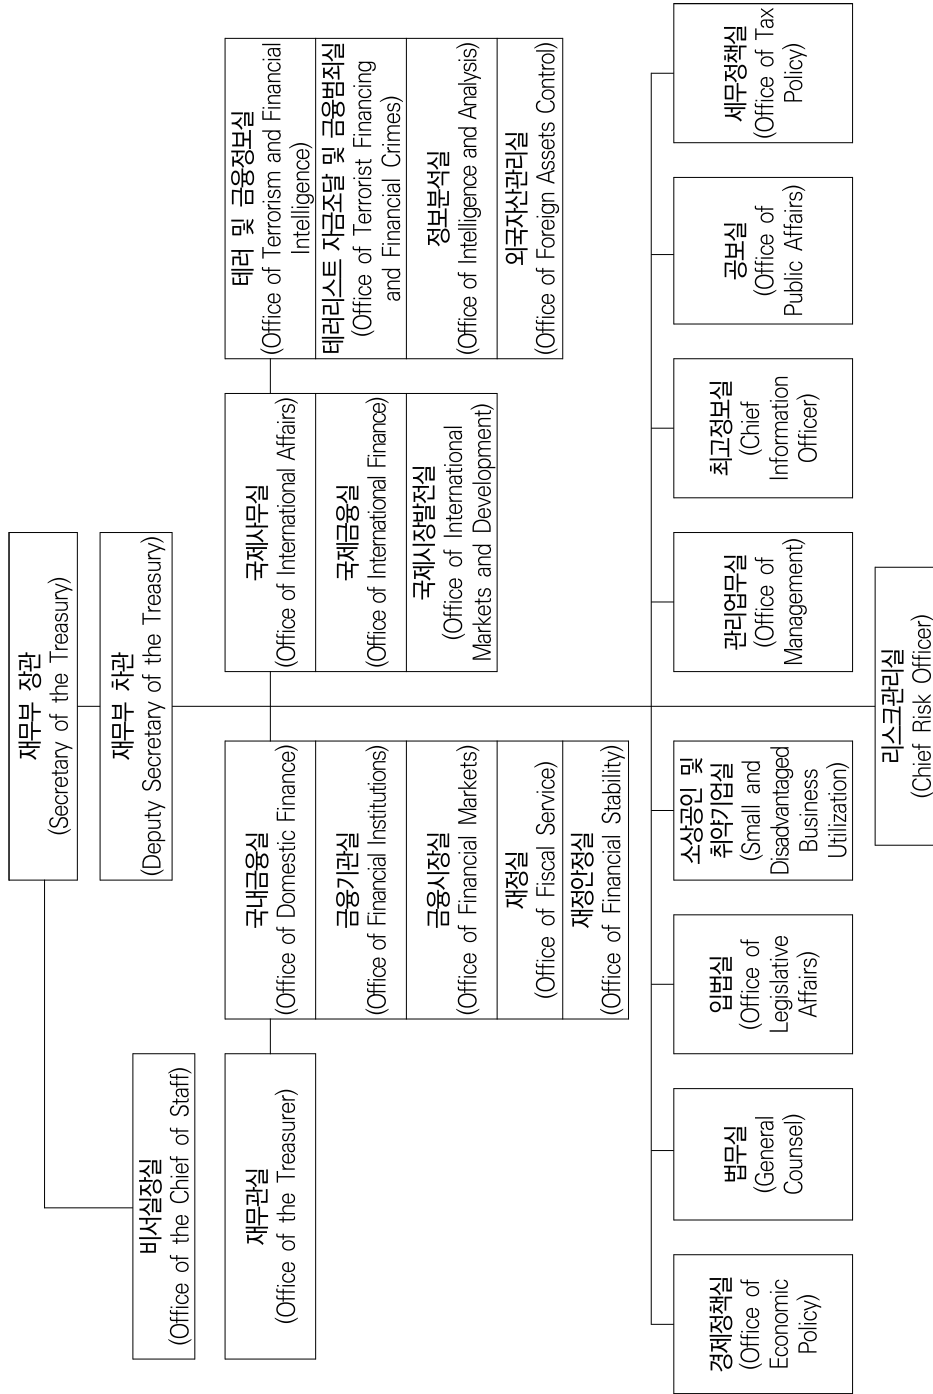 재무부 장관
(Secretary of the Treasury)
재무부 차관
(Deputy Secretary of the Treasury)
비서실장실
(Office of the Chief of Staff)
재무관실
(Office of the Treasurer)
국내금융실
(Office of Domestic Finance)
금융기관실
(Office of Financial Institutions)
금융시장실
(Office of Financial Markets)
재정실
(Office of Fiscal Service)
재정안정실
(Office of Financial Stability)
국제사무실
(Office of International Affairs)
국제금융실
(Office of International Finance)
국제시장발전실
(Office of International
Markets and Development)
테러 및 금융정보실
(Office of Terrorism and Financial
Intelligence)
테러리스트 자금조달 및 금융범죄실
(Office of Terrorist Financing
and Financial Crimes)
정보분석실
(Office of Intelligence and Analysis)
외국자산관리실
(Office of Foreign Assets Control)
경제정책실
(Office of
Economic
Policy)
법무실
(General
Counsel)
입법실
(Office of
Legislative
Affairs)
소상공인 및
취약기업실
(Small and
Disadvantaged
Business
Utilization)
관리업무실
(Office of
Management)
최고정보실
(Chief
Information
Officer)
공보실
(Office of
Public Affairs)
세무정책실
(Office of Tax
Policy)
리스크관리실
(Chief Risk Officer)